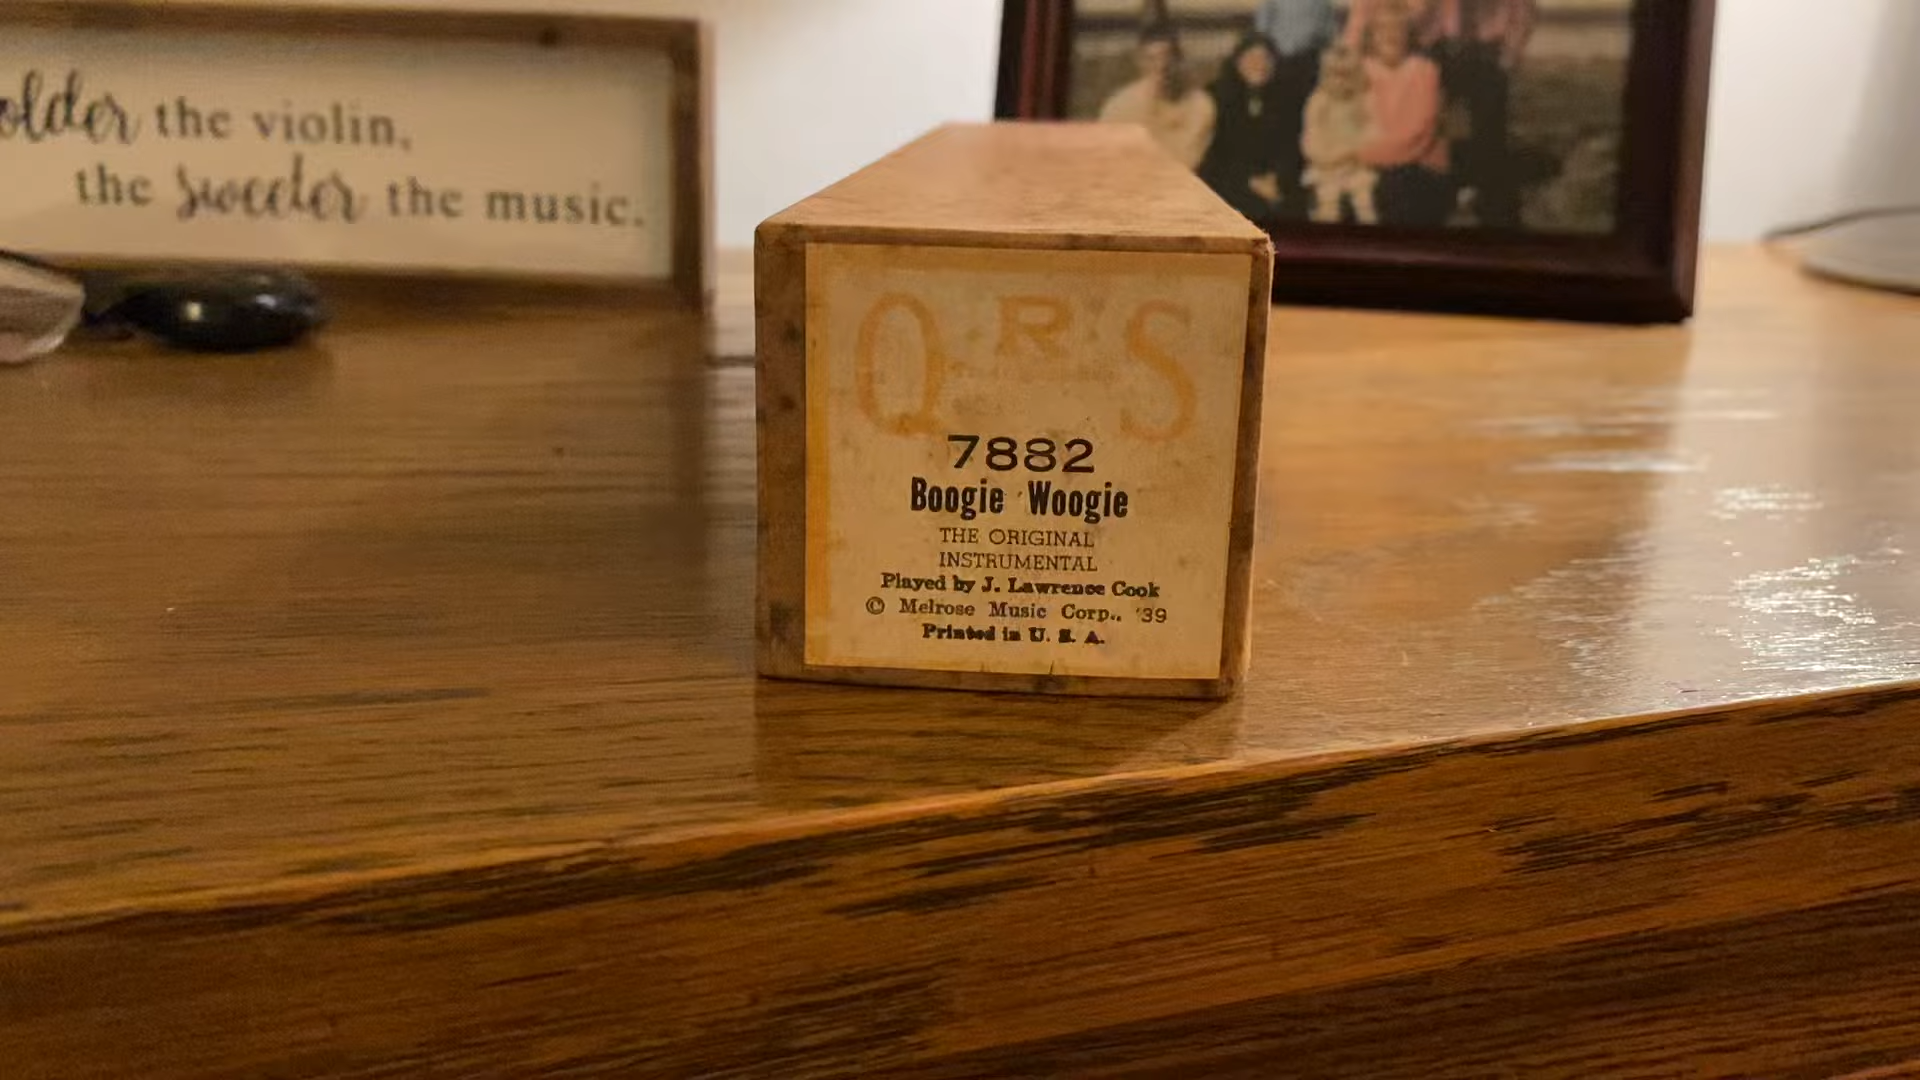 older the violin,
the sweeter the music.
Q R S
7882
Boogie Woogie
THE ORIGINAL
INSTRUMENTAL
Played by J. Lawrence Cook
© Melrose Music Corp., '39
Printed in U. S. A.